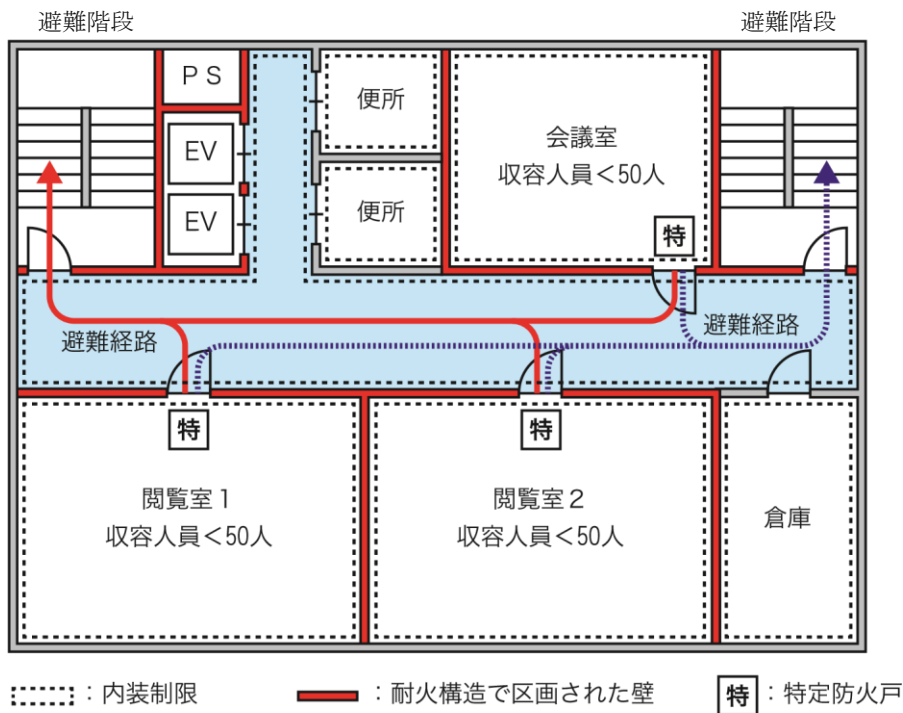 避難階段
避難階段
ＰＳ
便所
EV
会議室
収容人員＜50人
便所
EV
特
避難経路
避難経路
特
特
閲覧室１
収容人員＜50人
閲覧室２
収容人員＜50人
倉庫
：内装制限
：耐火構造で区画された壁
特：特定防火戸